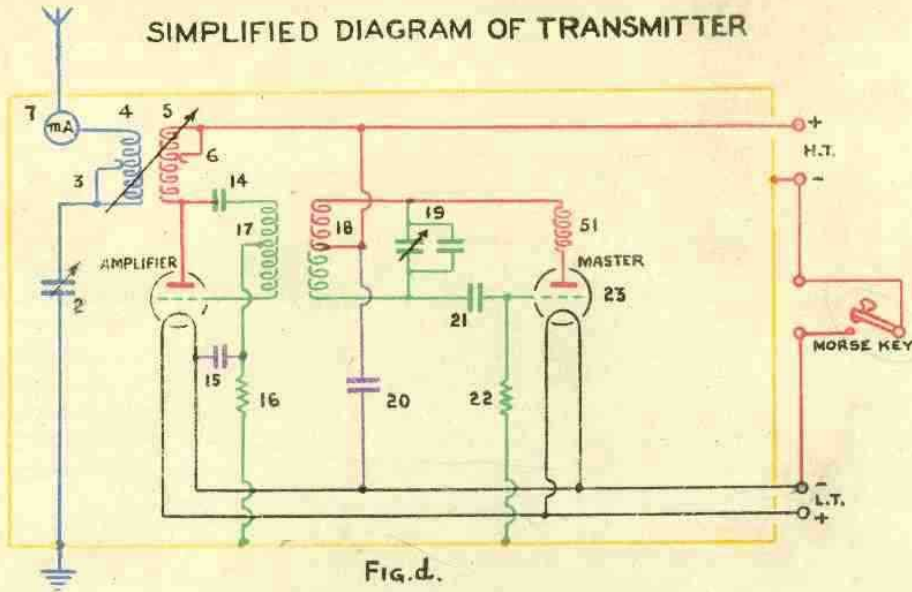 SIMPLIFIED DIAGRAM OF TRANSMITTER
7 4 5
mA
+
H.T.
-
3 6
14
17 18 19 51
AMPLIFIER MASTER
23
2
21
MORSE KEY
15
16 20 22
-
L.T.
+
FIG.d.